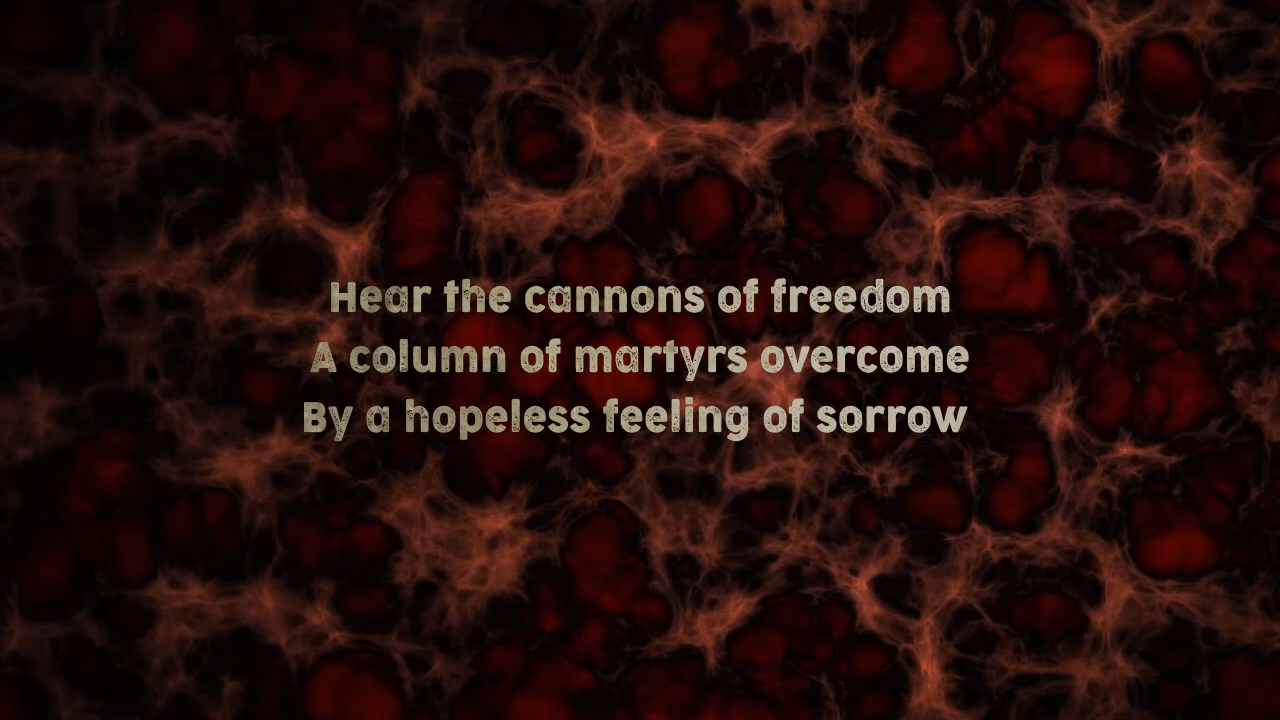 Hear the cannons of freedom
A column of martyrs overcome
By a hopeless feeling of sorrow